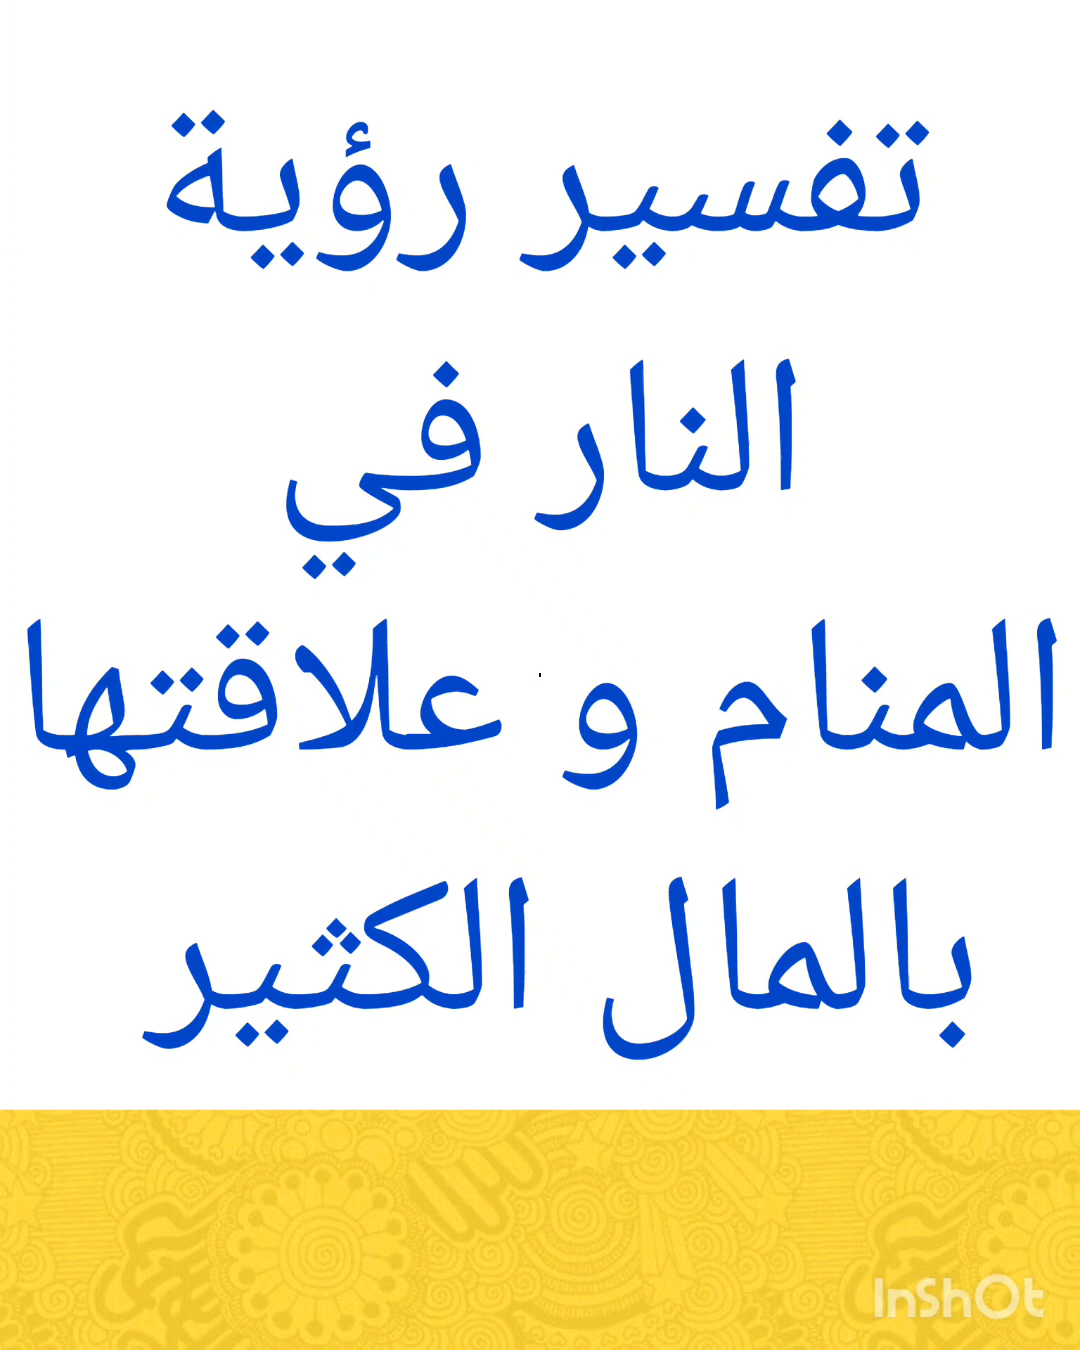 تفسير رؤية
النار في
المنام و علاقتها
بالمال الكثير
InShOt